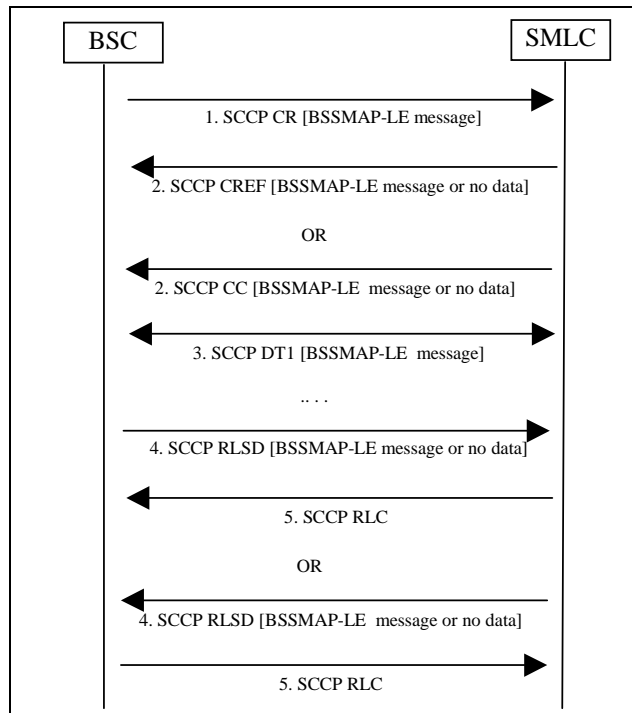 BSC
SMLC
1. SCCP CR [BSSMAP-LE message]
2. SCCP CREF [BSSMAP-LE message or no data]
OR
2. SCCP CC [BSSMAP-LE message or no data]
3. SCCP DT1 [BSSMAP-LE message]
.. . .
4. SCCP RLSD [BSSMAP-LE message or no data]
5. SCCP RLC
OR
4. SCCP RLSD [BSSMAP-LE message or no data]
5. SCCP RLC